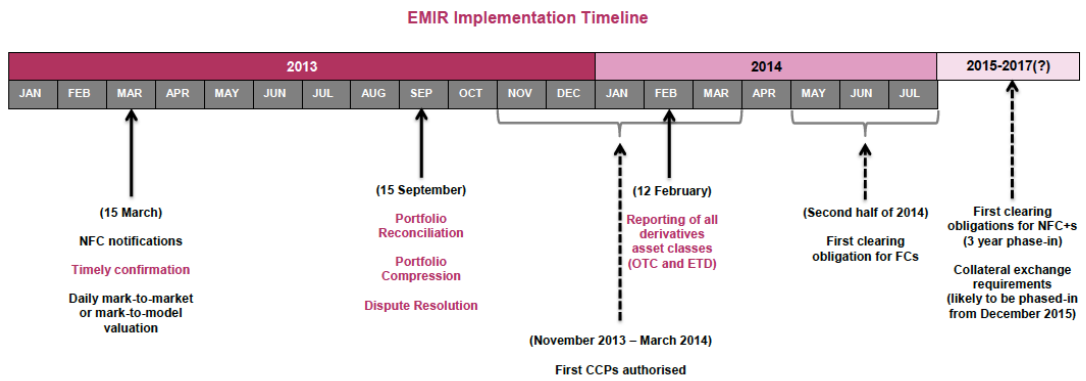 EMIR Implementation Timeline
2013
2014
2015-2017(?)
JAN FEB MAR APR MAY JUN JUL AUG SEP OCT NOV DEC JAN FEB MAR APR MAY JUN JUL
(15 March)
NFC notifications
Timely confirmation
Daily mark-to-market
or mark-to-model
valuation
(15 September)
Portfolio
Reconciliation
Portfolio
Compression
Dispute Resolution
(November 2013 – March 2014)
First CCPs authorised
(12 February)
Reporting of all
derivatives
asset classes
(OTC and ETD)
(Second half of 2014)
First clearing
obligation for FCs
First clearing
obligations for NFC+s
(3 year phase-in)
Collateral exchange
requirements
(likely to be phased-in
from December 2015)